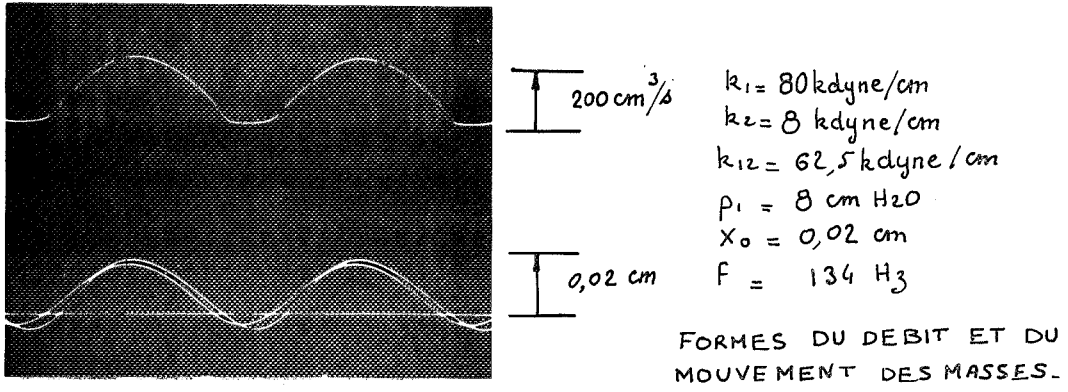 200 cm³/s
0,02 cm
k₁ = 80 kdyne/cm
k₂ = 8 kdyne/cm
k₁₂ = 62,5 kdyne/cm
p₁ = 8 cm H₂O
X₀ = 0,02 cm
F = 134 Hz
FORMES DU DEBIT ET DU
MOUVEMENT DES MASSES_